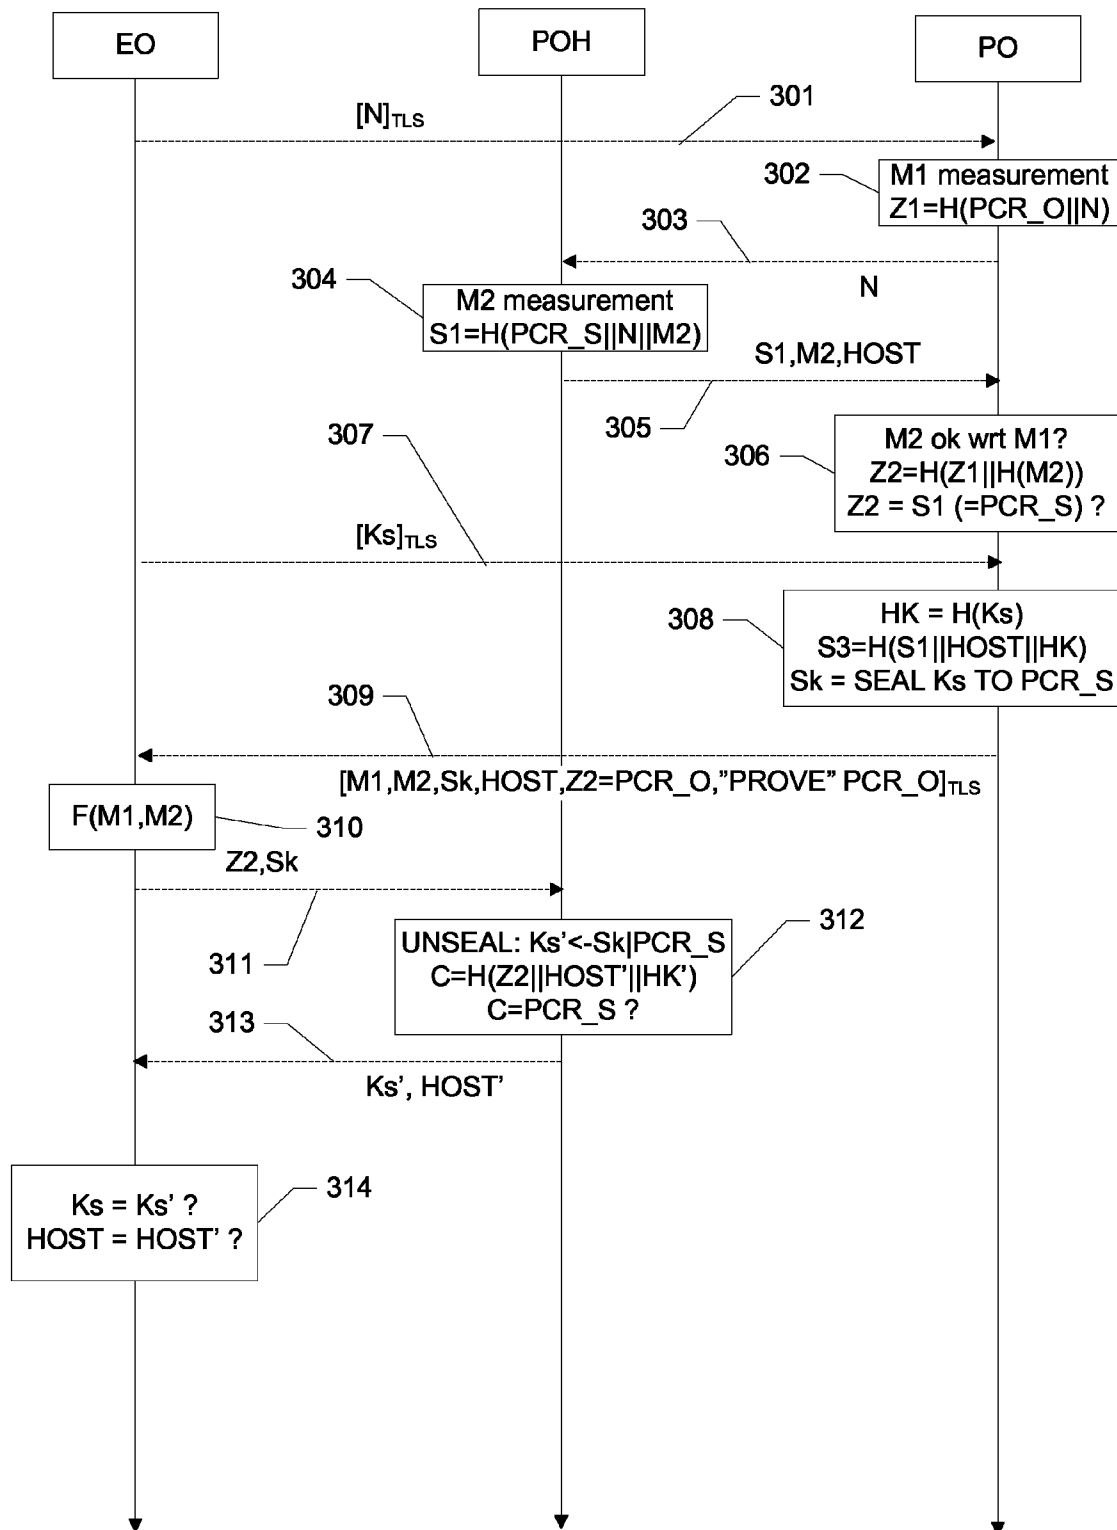 EO
POH
PO
[N]TLS
301
302
M1 measurement
Z1=H(PCR_O||N)
303
N
304
M2 measurement
S1=H(PCR_S||N||M2)
S1,M2,HOST
305
307
306
M2 ok wrt M1?
Z2=H(Z1||H(M2))
Z2 = S1 (=PCR_S) ?
[Ks]TLS
308
HK = H(Ks)
S3=H(S1||HOST||HK)
Sk = SEAL Ks TO PCR_S
309
[M1,M2,Sk,HOST,Z2=PCR_O,”PROVE” PCR_O]TLS
F(M1,M2)
310
Z2,Sk
311
312
UNSEAL: Ks’<-Sk|PCR_S
C=H(Z2||HOST’||HK’)
C=PCR_S ?
313
Ks’, HOST’
314
Ks = Ks’ ?
HOST = HOST’ ?